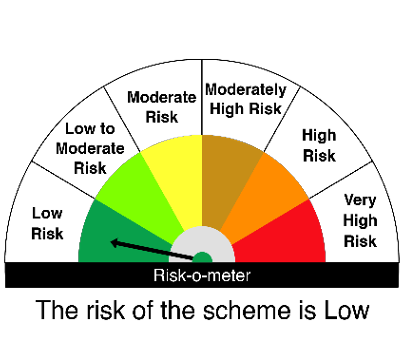 Low
Risk
Low to
Moderate
Risk
Moderate
Risk
Moderately
High Risk
High
Risk
Very
High
Risk
Risk-o-meter
The risk of the scheme is Low